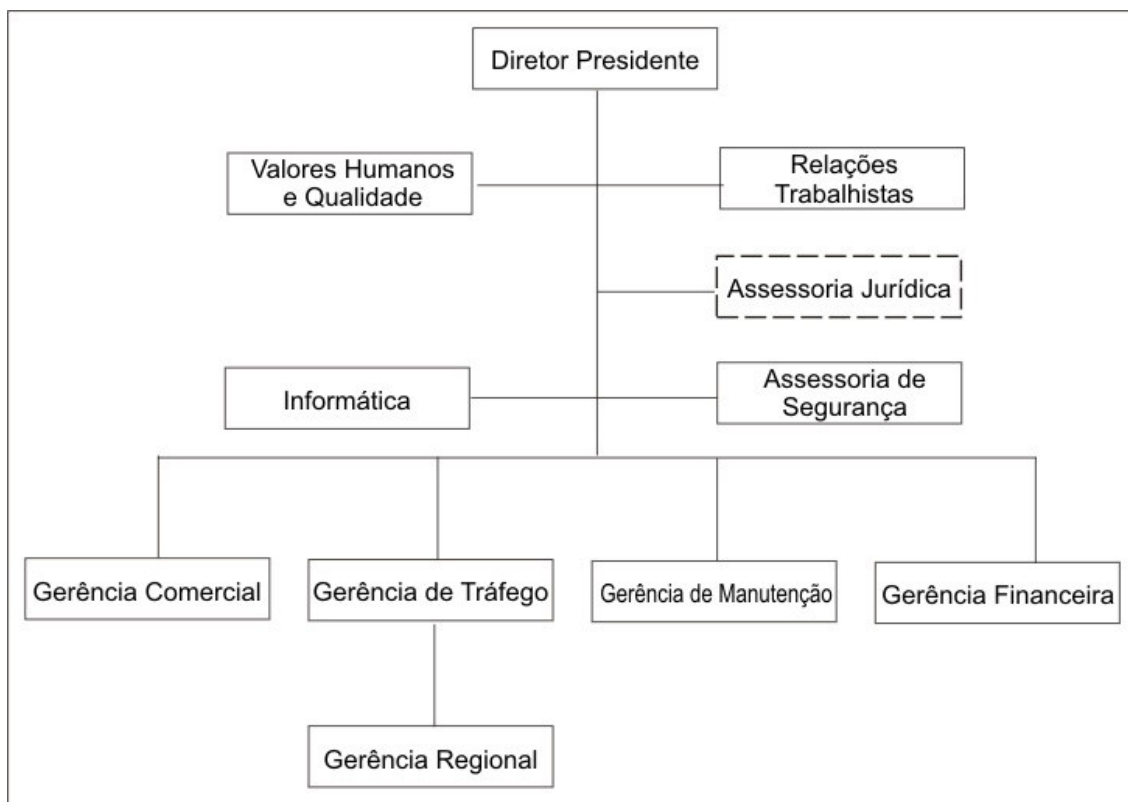 Diretor Presidente
Valores Humanos
e Qualidade
Relações
Trabalhistas
Assessoria Jurídica
Informática
Assessoria de
Segurança
Gerência Comercial
Gerência de Tráfego
Gerência de Manutenção
Gerência Financeira
Gerência Regional